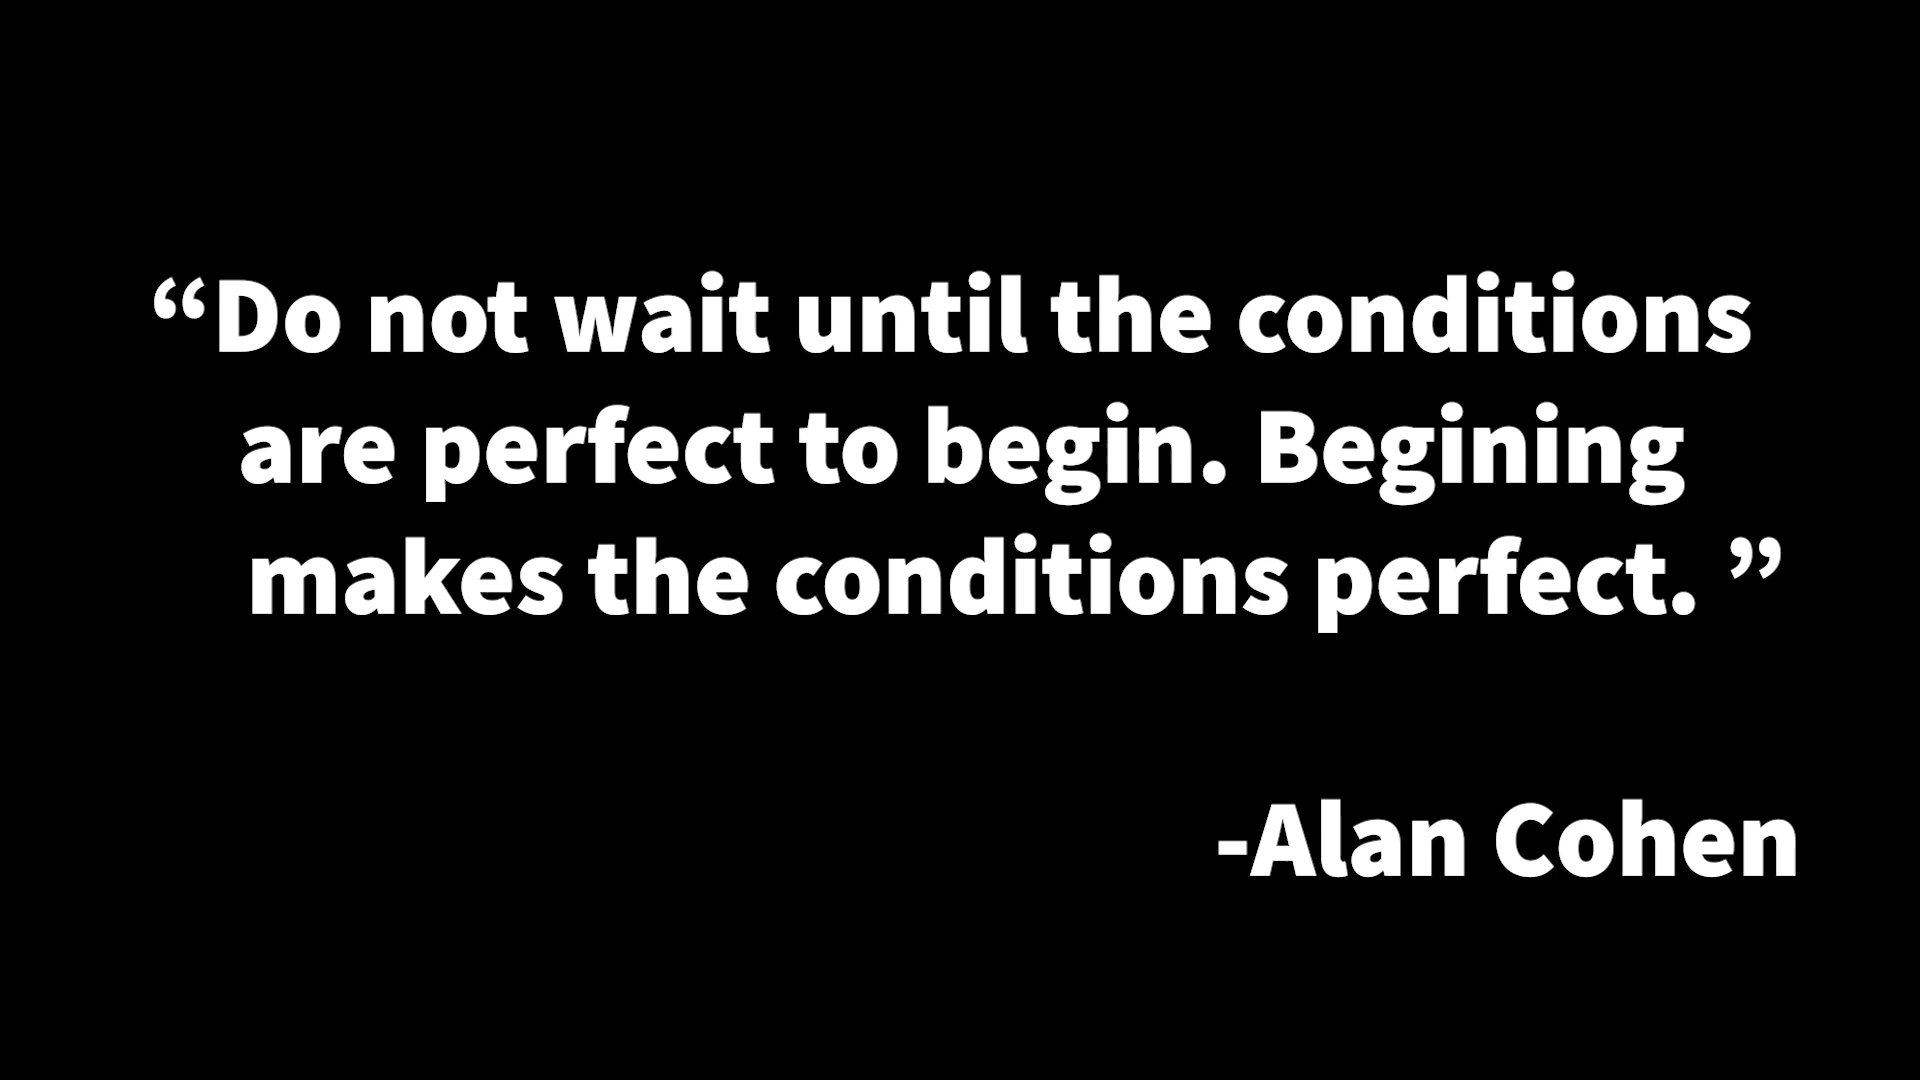 “Do not wait until the conditions
are perfect to begin. Begining
makes the conditions perfect. ”
-Alan Cohen